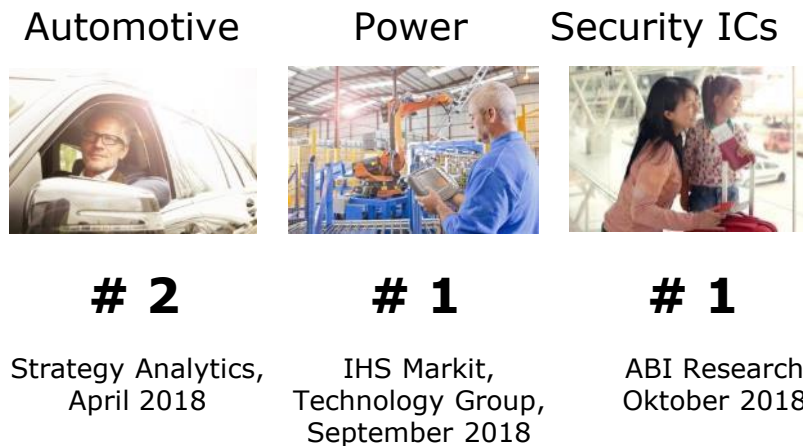 Automotive
Power
Security ICs
# 2
# 1
# 1
Strategy Analytics,
April 2018
IHS Markit,
Technology Group,
September 2018
ABI Research
Oktober 2018